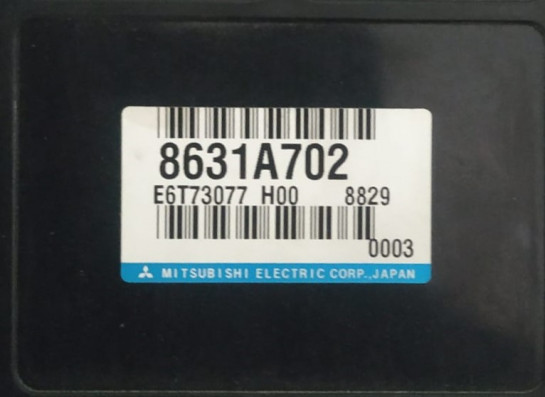 8631A702
E6T73077 H00 8829
0003
MITSUBISHI ELECTRIC CORP.,JAPAN